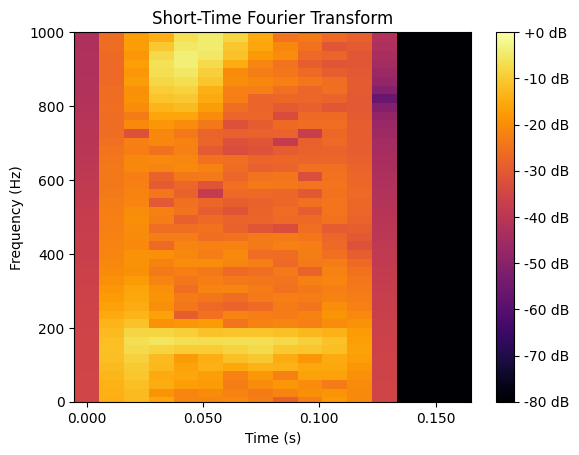 Short-Time Fourier Transform
1000
800
600
400
200
0
Frequency (Hz)
0.000
0.050
0.100
0.150
Time (s)
+0 dB
-10 dB
-20 dB
-30 dB
-40 dB
-50 dB
-60 dB
-70 dB
-80 dB